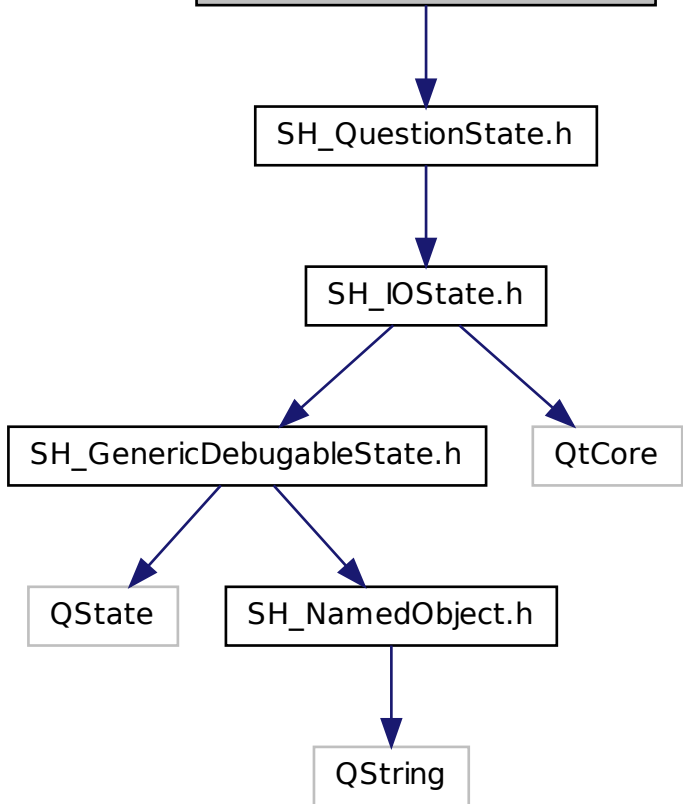 SH_QuestionState.h
SH_IOState.h
SH_GenericDebugableState.h
QtCore
QState
SH_NamedObject.h
QString